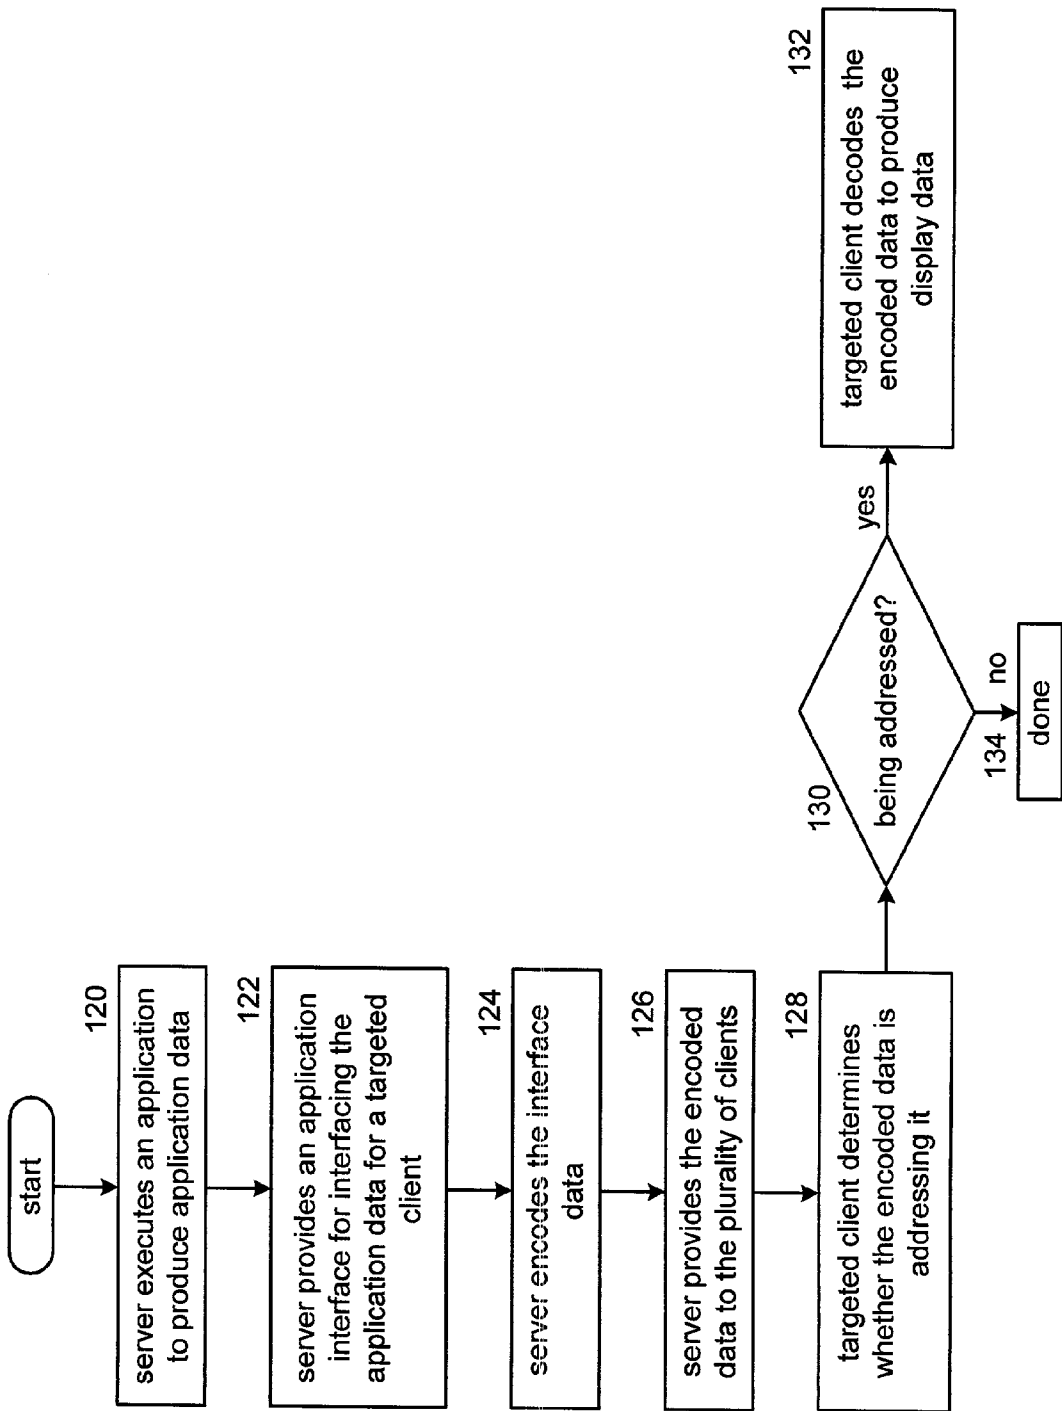 start
120
server executes an application
to produce application data
122
server provides an application
interface for interfacing the
application data for a targeted
client
124
server encodes the interface
data
126
server provides the encoded
data to the plurality of clients
128
targeted client determines
whether the encoded data is
addressing it
130
being addressed?
yes
no
134
done
132
targeted client decodes the
encoded data to produce
display data